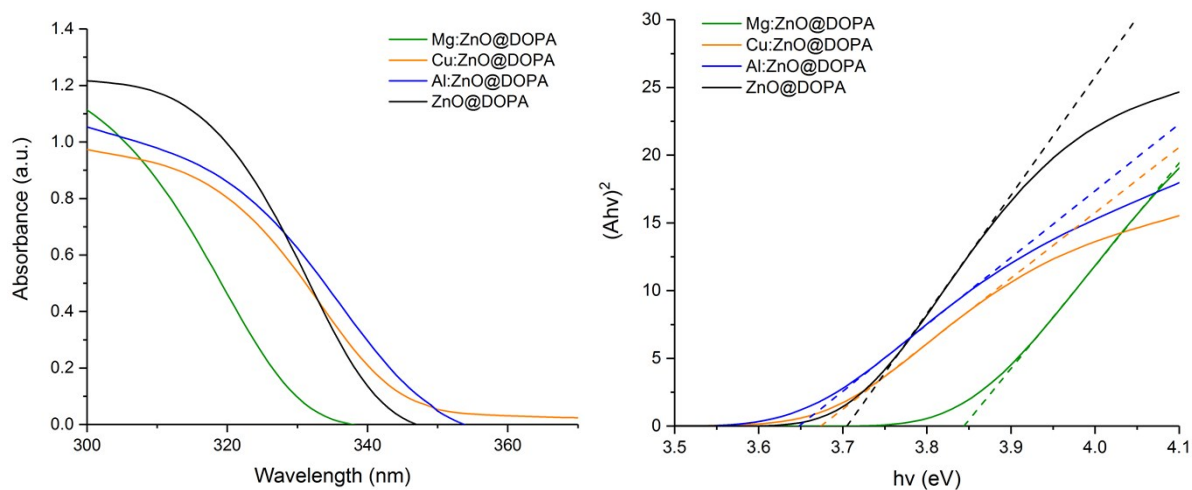 1.4
1.2
1.0
0.8
0.6
0.4
0.2
0.0
Absorbance (a.u.)
300
320
340
360
Wavelength (nm)
Mg:ZnO@DOPA
Cu:ZnO@DOPA
Al:ZnO@DOPA
ZnO@DOPA
30
25
20
15
10
5
0
(Ahν)²
3.5
3.6
3.7
3.8
3.9
4.0
4.1
hν (eV)
Mg:ZnO@DOPA
Cu:ZnO@DOPA
Al:ZnO@DOPA
ZnO@DOPA